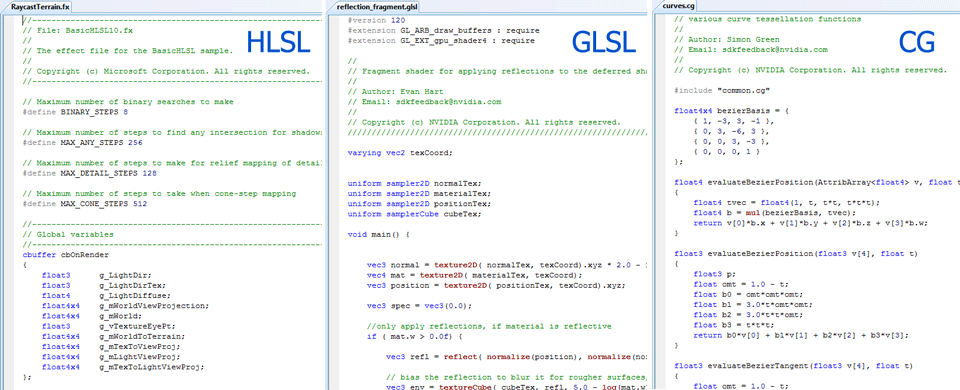 RaycastTerrain.fx
//------------------------------------------------------------
// File: BasicHLSL10.fx
//
// The effect file for the BasicHLSL sample.
//
// Copyright (c) Microsoft Corporation. All rights reserved.
//------------------------------------------------------------
HLSL
// Maximum number of binary searches to make
#define BINARY_STEPS 8
// Maximum number of steps to find any intersection for shadows
#define MAX_ANY_STEPS 256
// Maximum number of steps to make for relief mapping of detail
#define MAX_DETAIL_STEPS 128
// Maximum number of steps to take when cone-step mapping
#define MAX_CONE_STEPS 512
//------------------------------------------------------------
// Global variables
//------------------------------------------------------------
cbuffer cbOnRender
{
float3 g_LightDir;
float3 g_LightDirTex;
float4 g_LightDiffuse;
float4x4 g_mWorldViewProjection;
float4x4 g_mWorld;
float3 g_vTextureEyePt;
float4x4 g_mWorldToTerrain;
float4x4 g_mTexToViewProj;
float4x4 g_mLightViewProj;
float4x4 g_mTexToLightViewProj;
};
reflection_fragment.glsl
#version 120
#extension GL_ARB_draw_buffers : require
#extension GL_EXT_gpu_shader4 : require
GLSL
//
// Fragment shader for applying reflections to the deferred sh
//
// Author: Evan Hart
// Email: sdkfeedback@nvidia.com
//
// Copyright (c) NVIDIA Corporation. All rights reserved.
////////////////////////////////////////////////////////////
varying vec2 texCoord;
uniform sampler2D normalTex;
uniform sampler2D materialTex;
uniform sampler2D positionTex;
uniform samplerCube cubeTex;
void main() {
vec3 normal = texture2D( normalTex, texCoord).xyz * 2.0 -
vec4 mat = texture2D( materialTex, texCoord);
vec3 position = texture2D( positionTex, texCoord).xyz;
vec3 spec = vec3(0.0);
//only apply reflections, if material is reflective
if ( mat.w > 0.0f) {
vec3 refl = reflect( normalize(position), normalize(no
// bias the reflection to blur it for rougher surfaces
vec3 env = textureCube( cubeTex, refl, 5.0 - log(mat.w
curves.cg
// various curve tessellation functions
//
// Author: Simon Green
// Email: sdkfeedback@nvidia.com
//
// Copyright (c) NVIDIA Corporation. All rights reserved.
CG
#include "common.cg"
float4x4 bezierBasis = {
{ 1, -3, 3, -1 },
{ 0, 3, -6, 3 },
{ 0, 0, 3, -3 },
{ 0, 0, 0, 1 }
};
float4 evaluateBezierPosition(AttribArray<float4> v, float t
{
float4 tvec = float4(1, t, t*t, t*t*t);
float4 b = mul(bezierBasis, tvec);
return v[0]*b.x + v[1]*b.y + v[2]*b.z + v[3]*b.w;
}
float3 evaluateBezierPosition(float3 v[4], float t)
{
float3 p;
float omt = 1.0 - t;
float b0 = omt*omt*omt;
float b1 = 3.0*t*omt*omt;
float b2 = 3.0*t*t*omt;
float b3 = t*t*t;
return b0*v[0] + b1*v[1] + b2*v[2] + b3*v[3];
}
float3 evaluateBezierTangent(float3 v[4], float t)
{
float omt = 1.0 - t;